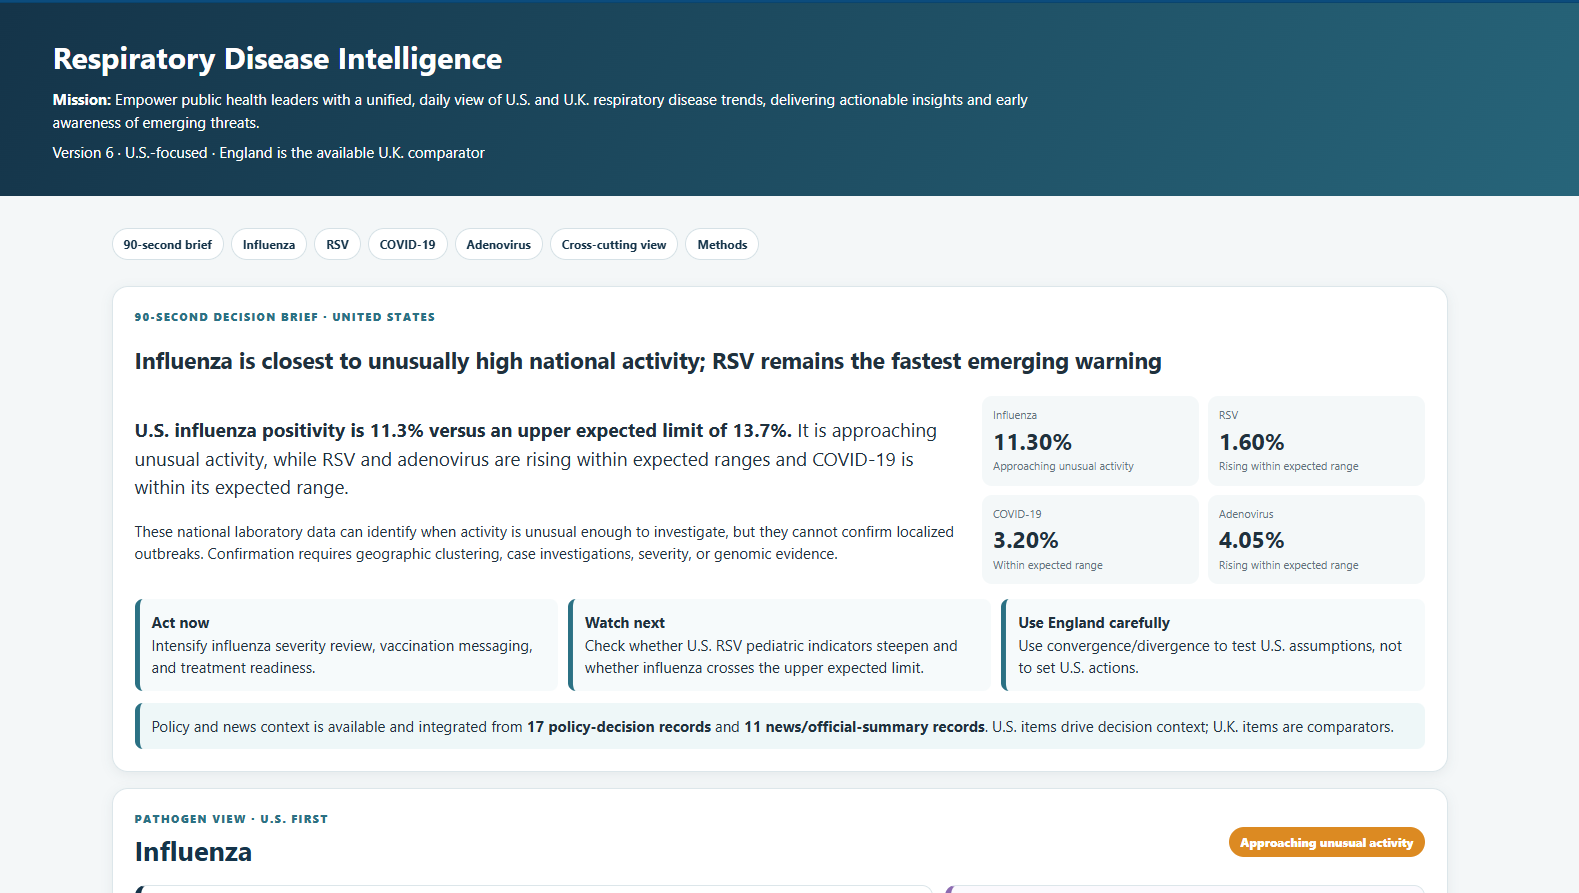 Respiratory Disease Intelligence
Mission: Empower public health leaders with a unified, daily view of U.S. and U.K. respiratory disease trends, delivering actionable insights and early
awareness of emerging threats.
Version 6 · U.S.-focused · England is the available U.K. comparator
90-second brief
Influenza
RSV
COVID-19
Adenovirus
Cross-cutting view
Methods
90-SECOND DECISION BRIEF · UNITED STATES
Influenza is closest to unusually high national activity; RSV remains the fastest emerging warning
U.S. influenza positivity is 11.3% versus an upper expected limit of 13.7%. It is approaching
unusual activity, while RSV and adenovirus are rising within expected ranges and COVID-19 is
within its expected range.
These national laboratory data can identify when activity is unusual enough to investigate, but they cannot confirm localized
outbreaks. Confirmation requires geographic clustering, case investigations, severity, or genomic evidence.
Influenza
11.30%
Approaching unusual activity
RSV
1.60%
Rising within expected range
COVID-19
3.20%
Within expected range
Adenovirus
4.05%
Rising within expected range
Act now
Intensify influenza severity review, vaccination messaging,
and treatment readiness.
Watch next
Check whether U.S. RSV pediatric indicators steepen and
whether influenza crosses the upper expected limit.
Use England carefully
Use convergence/divergence to test U.S. assumptions, not
to set U.S. actions.
Policy and news context is available and integrated from 17 policy-decision records and 11 news/official-summary records. U.S. items drive decision context; U.K. items are comparators.
PATHOGEN VIEW · U.S. FIRST
Influenza
Approaching unusual activity